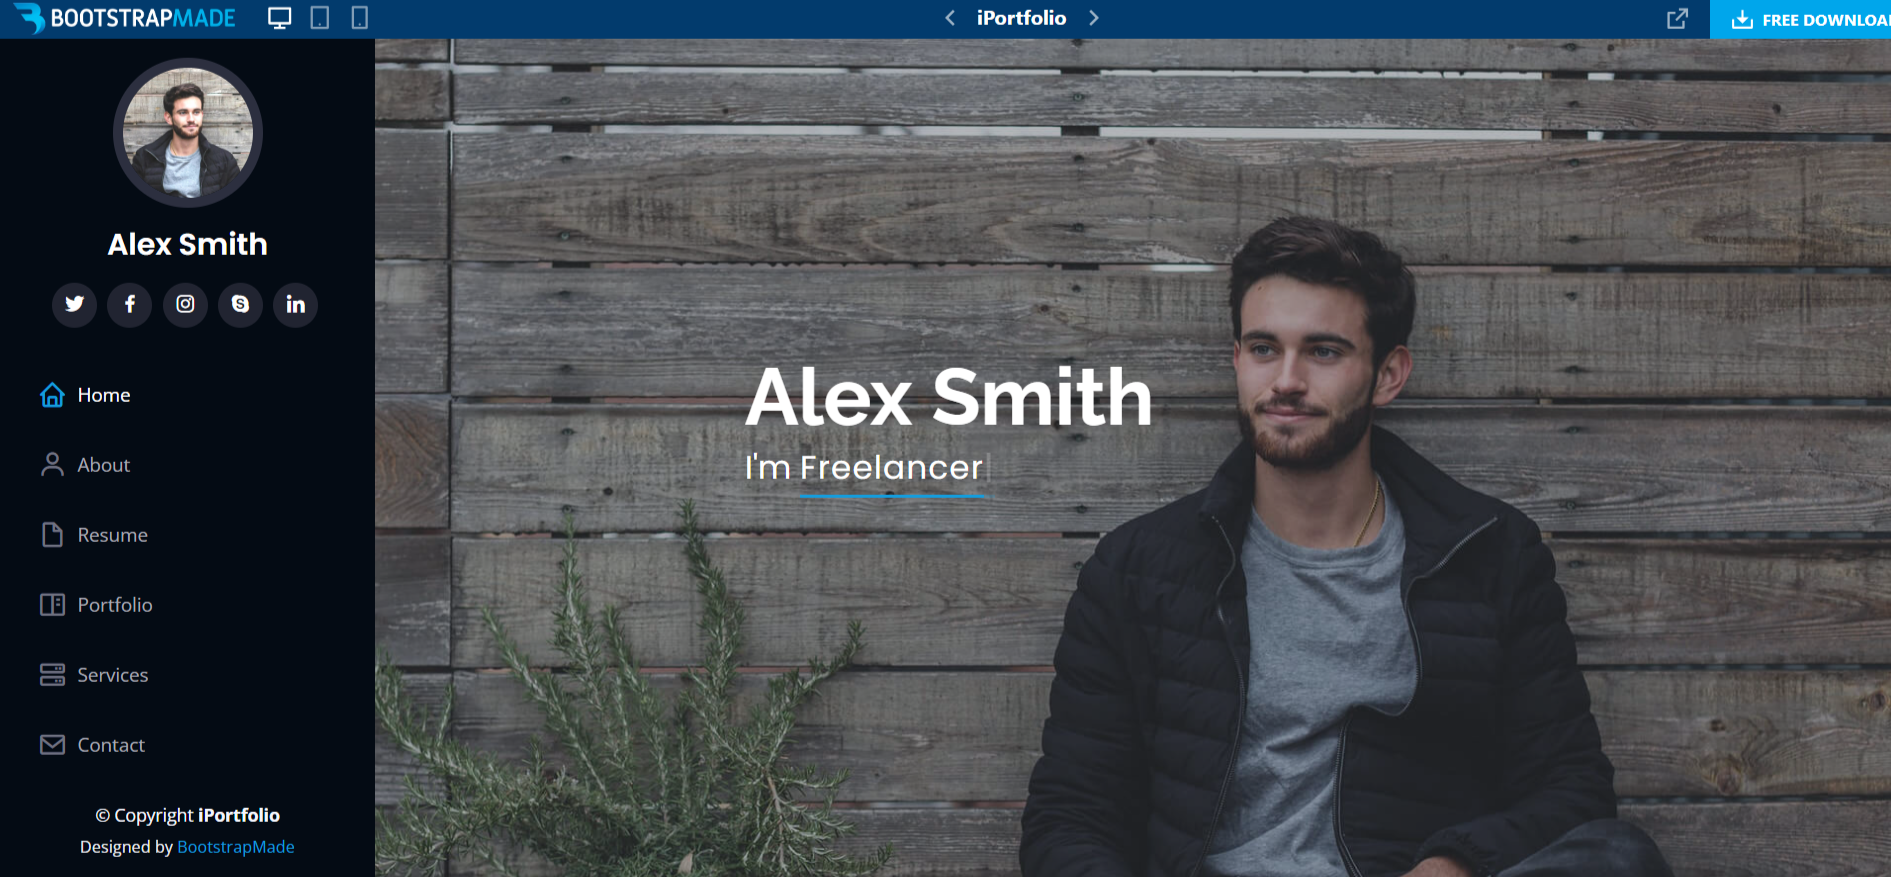 BOOTSTRAPMADE
iPortfolio
FREE DOWNLOA
Alex Smith
Home
About
Resume
Portfolio
Services
Contact
© Copyright iPortfolio
Designed by BootstrapMade
Alex Smith
I'm Freelancer